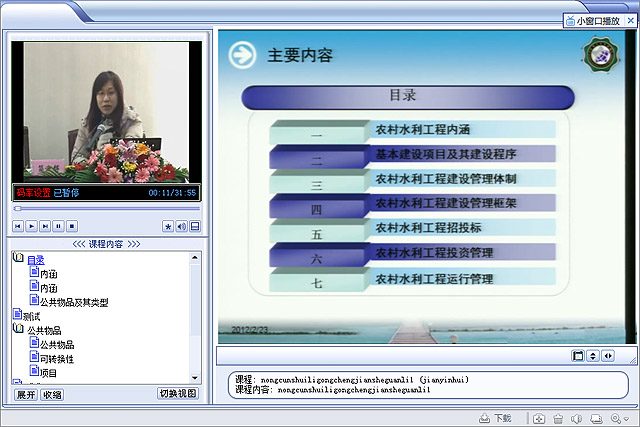 小窗口播放
主要内容
目录
一 农村水利工程内涵
二 基本建设项目及其建设程序
三 农村水利工程建设管理体制
四 农村水利工程建设管理框架
五 农村水利工程招投标
六 农村水利工程投资管理
七 农村水利工程运行管理
2012/2/23
码率设置 已暂停 00:11/31:55
<<< 课程内容 >>>
目录
内涵
内涵
公共物品及其类型
测试
公共物品
公共物品
可转换性
项目
展开 收缩 切换视图
课程: nongcunshuiligongchengjiansheguanli1 (jianyinhui)
课程内容: nongcunshuiligongchengjiansheguanli1
下载